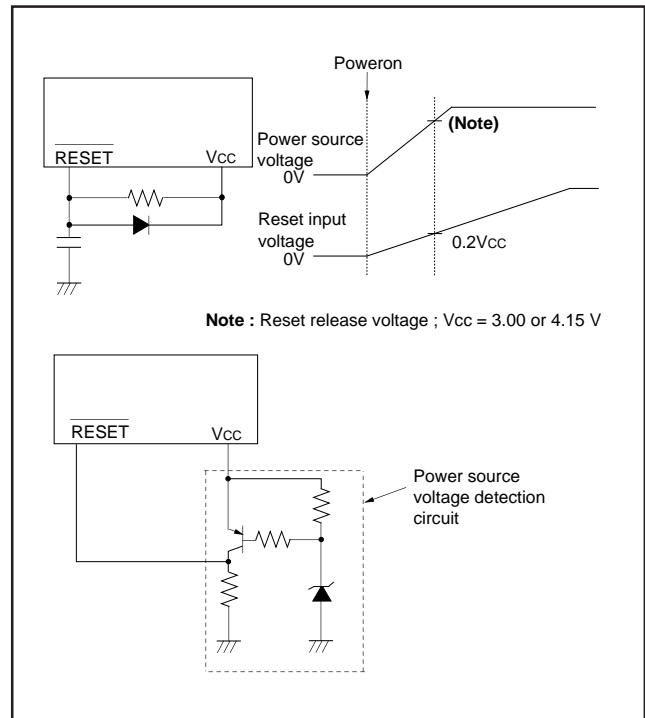 Poweron
RESET
Vcc
Power source
voltage
0V
(Note)
Reset input
voltage
0V
0.2Vcc
Note : Reset release voltage ; Vcc = 3.00 or 4.15 V
RESET
Vcc
Power source
voltage detection
circuit